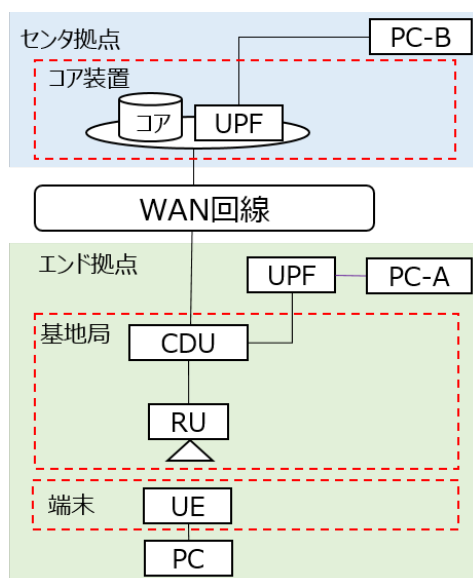 センタ拠点
PC-B
コア装置
コア
UPF
WAN回線
エンド拠点
UPF
PC-A
基地局
CDU
RU
端末
UE
PC